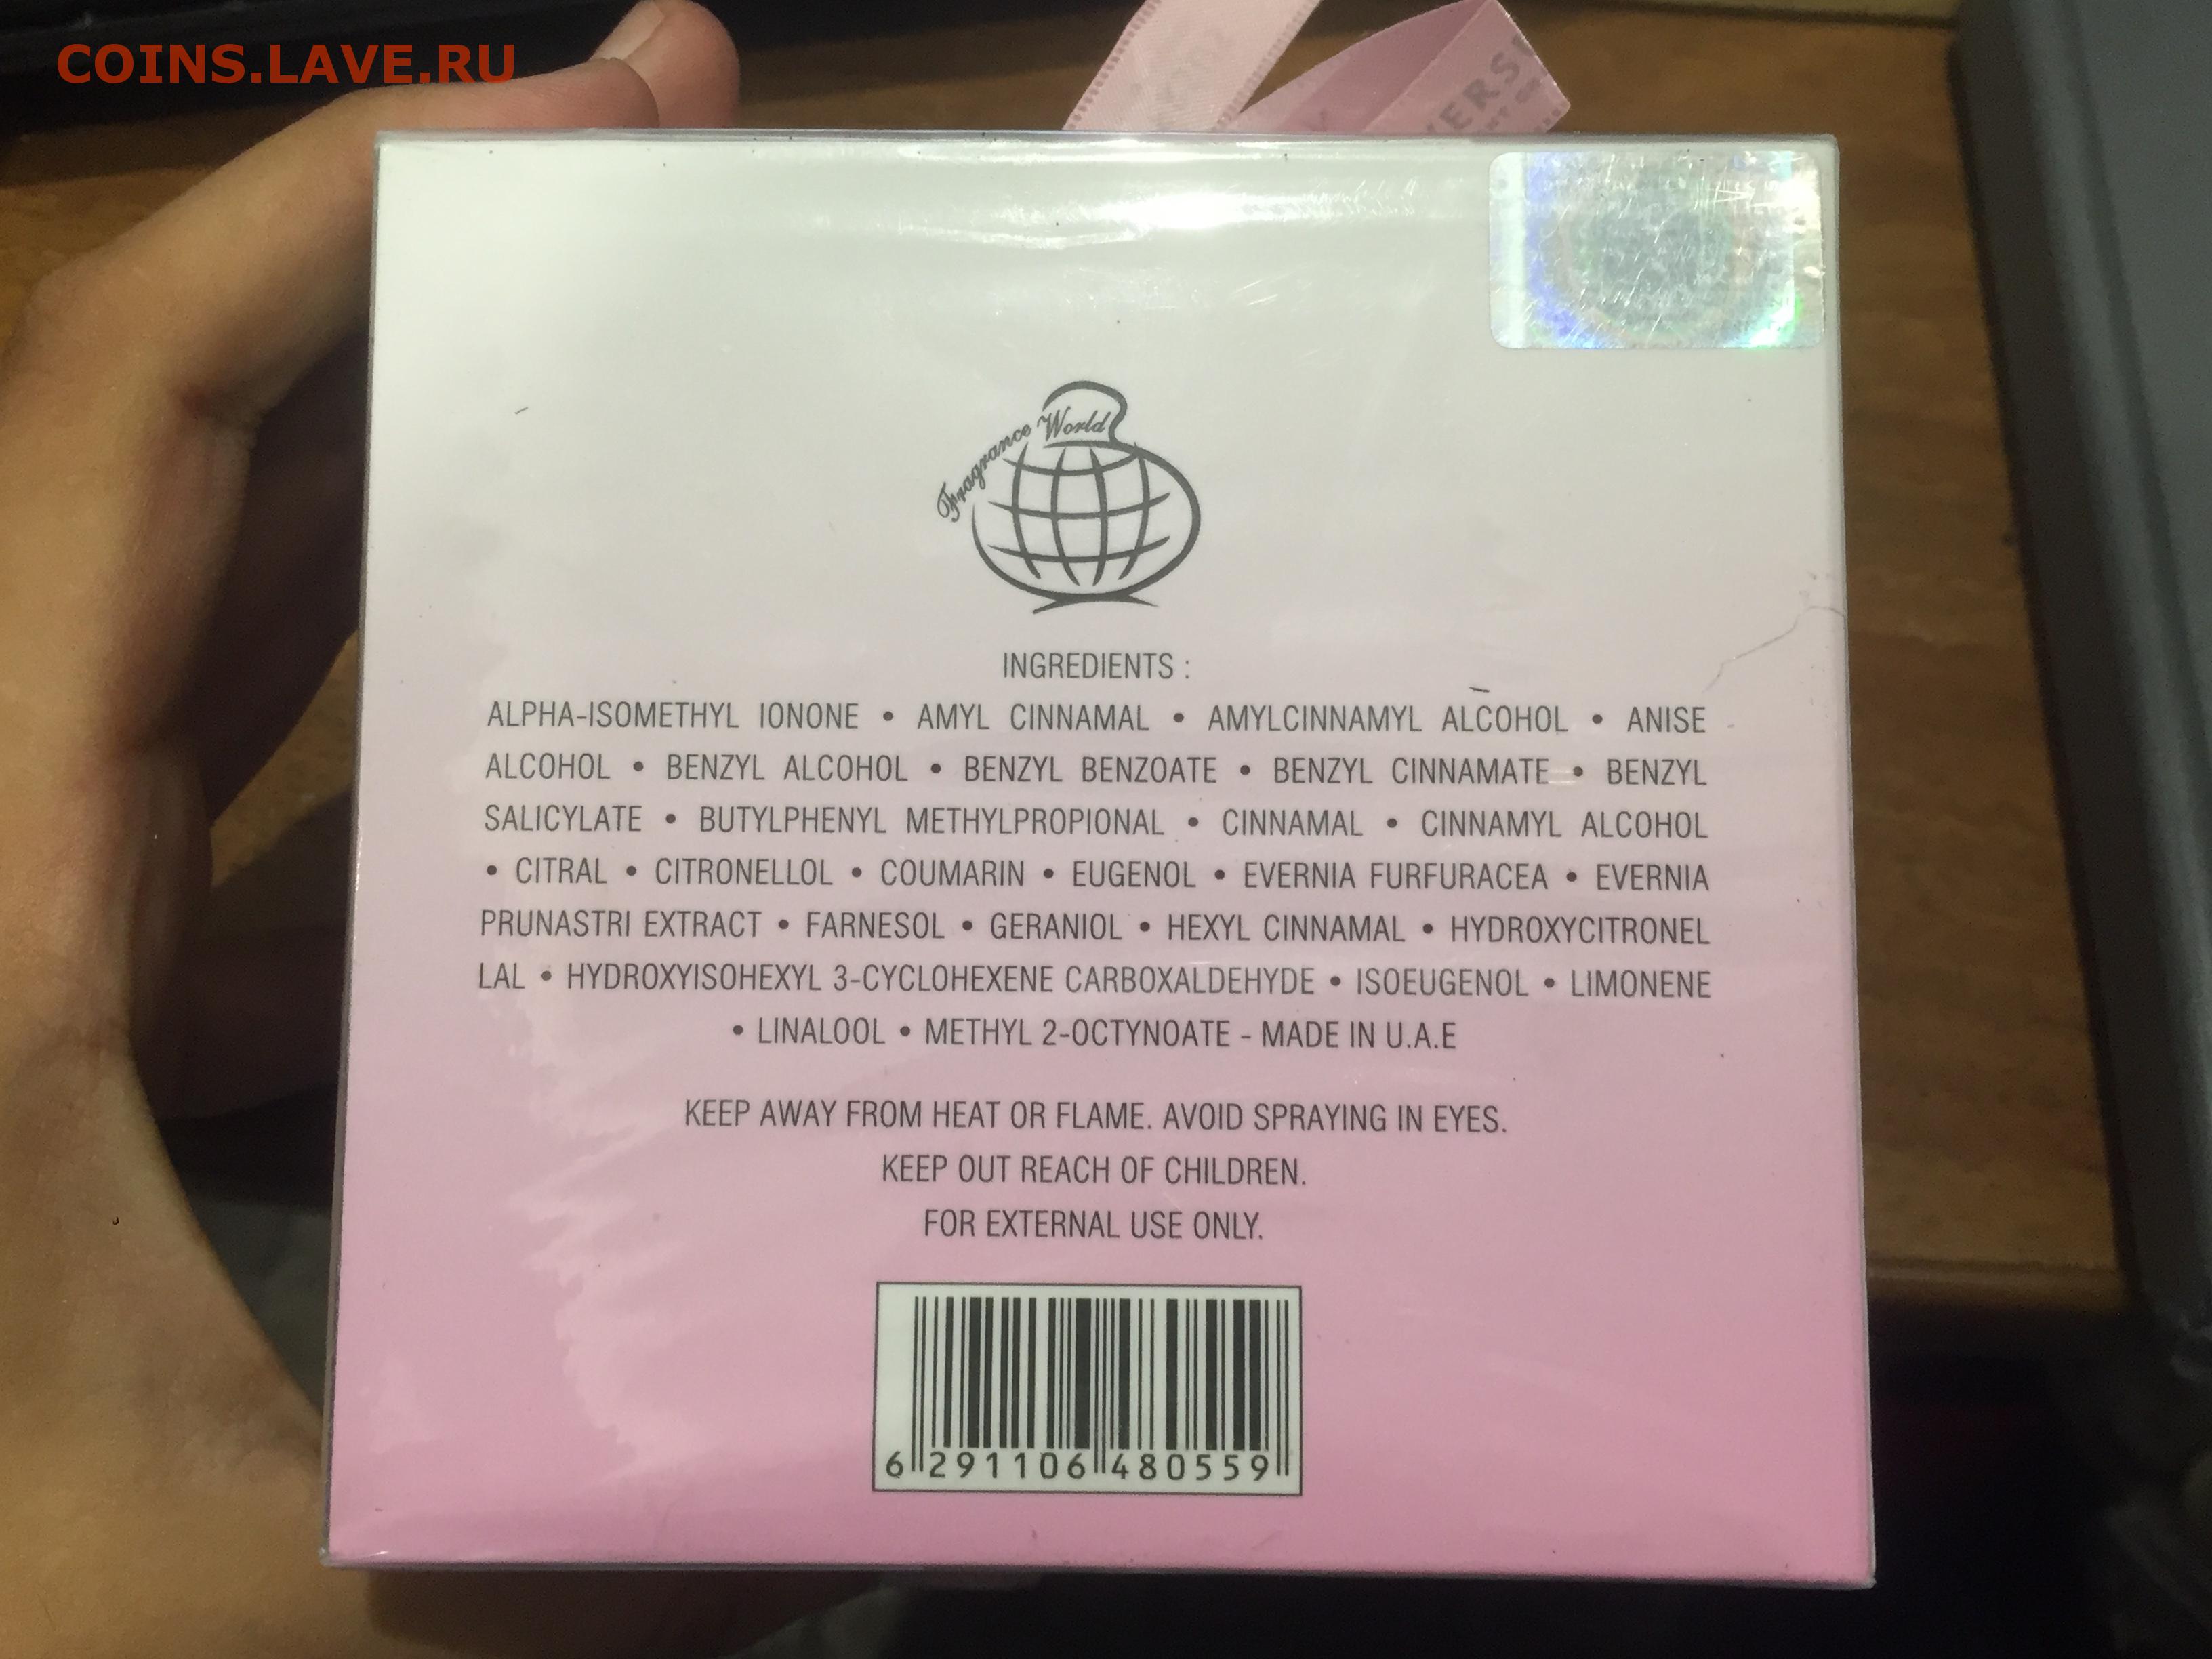 COINS.LAVE.RU
Fragrance World
INGREDIENTS :
ALPHA-ISOMETHYL IONONE • AMYL CINNAMAL • AMYLCINNAMYL ALCOHOL • ANISE
ALCOHOL • BENZYL ALCOHOL • BENZYL BENZOATE • BENZYL CINNAMATE • BENZYL
SALICYLATE • BUTYLPHENYL METHYLPROPIONAL • CINNAMAL • CINNAMYL ALCOHOL
• CITRAL • CITRONELLOL • COUMARIN • EUGENOL • EVERNIA FURFURACEA • EVERNIA
PRUNASTRI EXTRACT • FARNESOL • GERANIOL • HEXYL CINNAMAL • HYDROXYCITRONEL
LAL • HYDROXYISOHEXYL 3-CYCLOHEXENE CARBOXALDEHYDE • ISOEUGENOL • LIMONENE
• LINALOOL • METHYL 2-OCTYNOATE - MADE IN U.A.E
KEEP AWAY FROM HEAT OR FLAME. AVOID SPRAYING IN EYES.
KEEP OUT REACH OF CHILDREN.
FOR EXTERNAL USE ONLY.
6 291106 480559